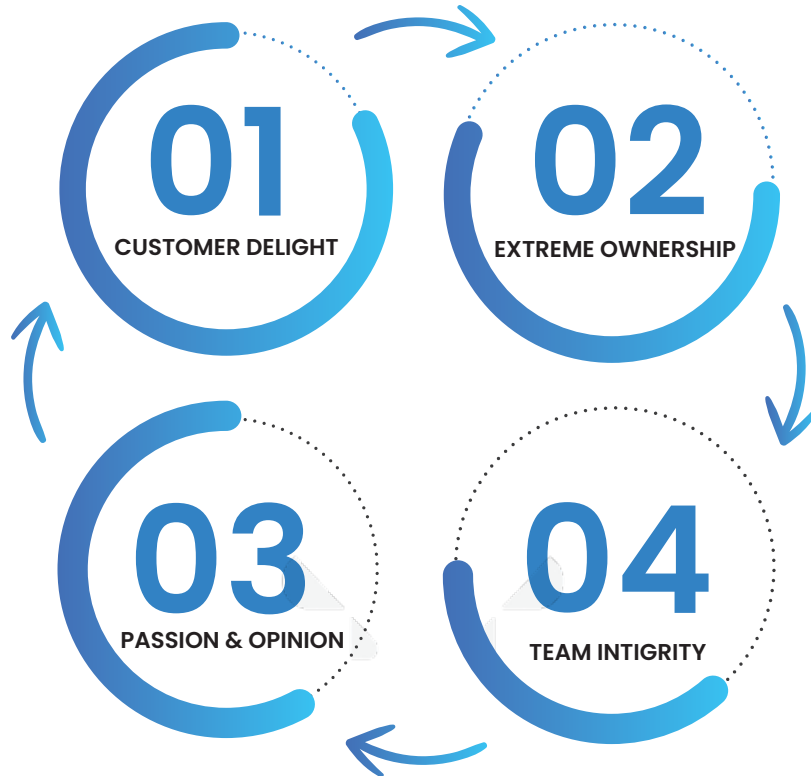 01
CUSTOMER DELIGHT
02
EXTREME OWNERSHIP
03
PASSION & OPINION
04
TEAM INTIGRITY